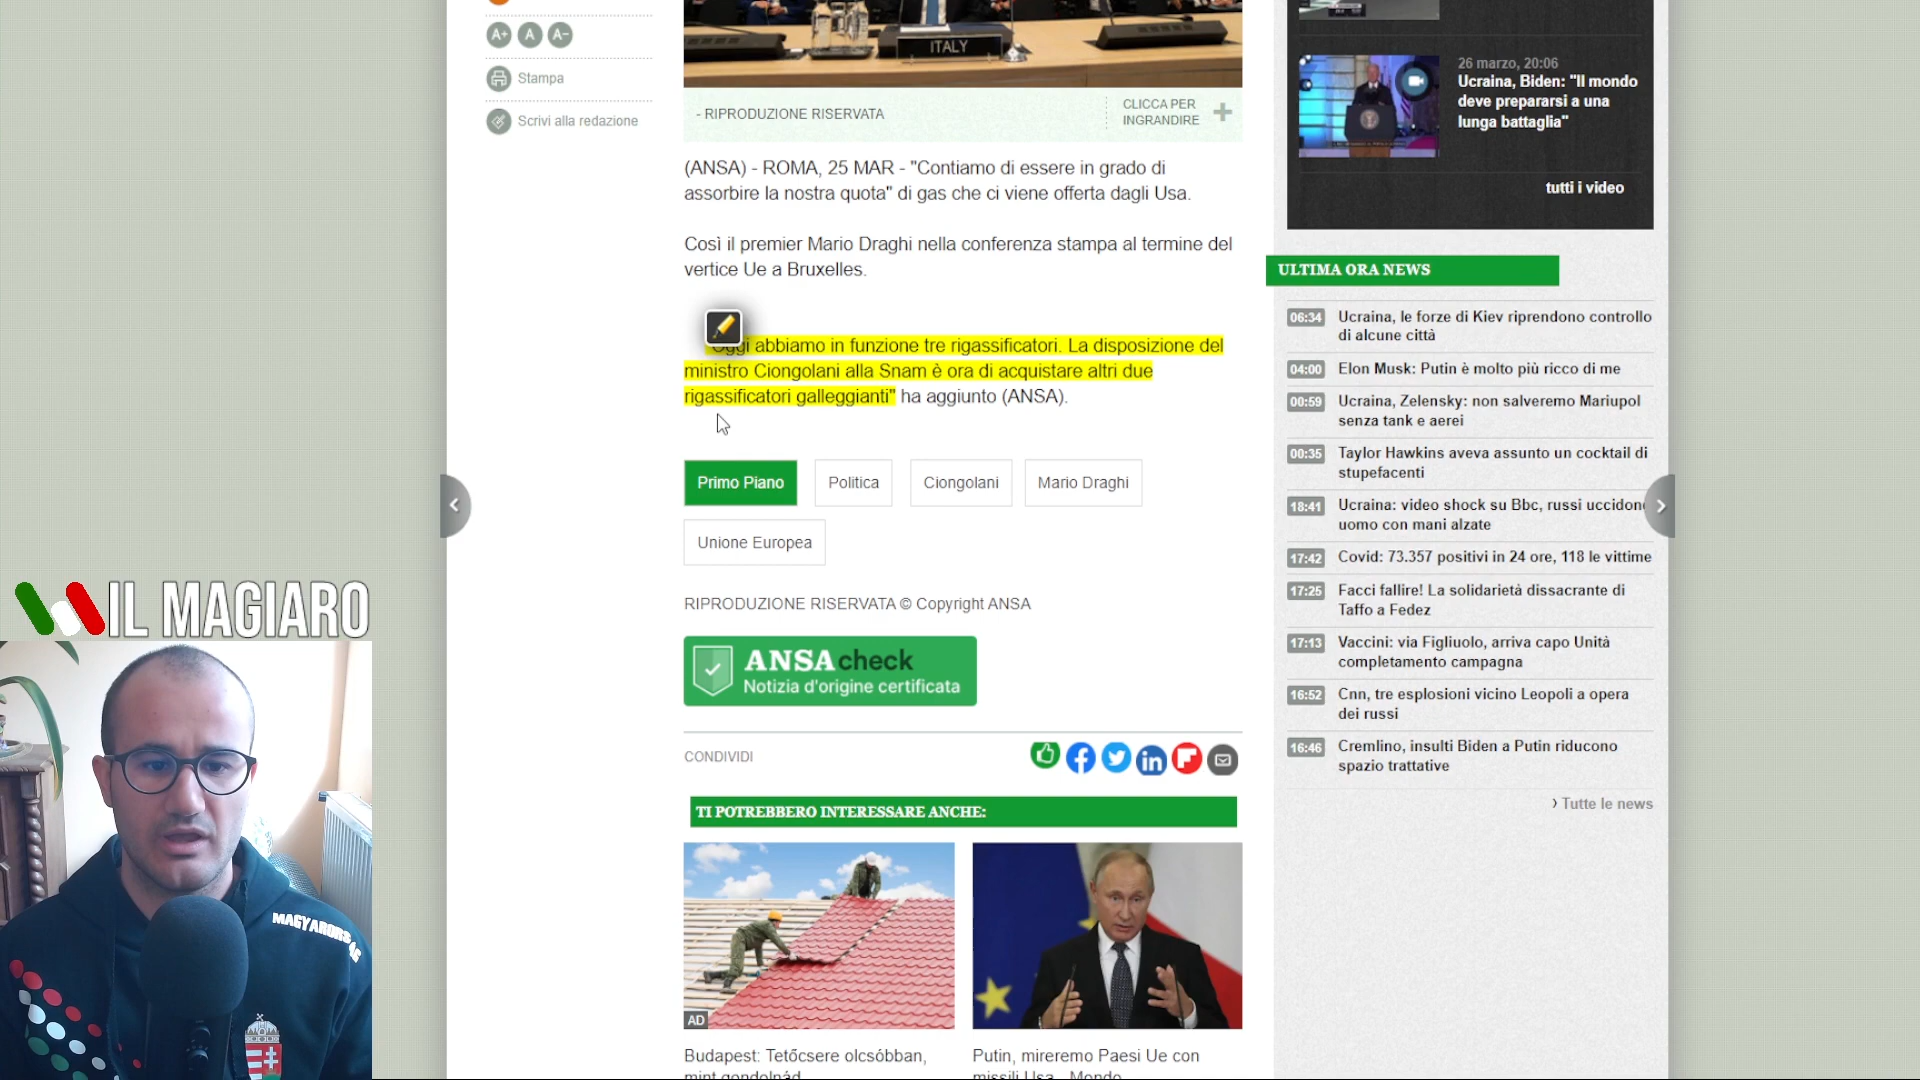 A+ A A-
Stampa
Scrivi alla redazione
ITALY
- RIPRODUZIONE RISERVATA
CLICCA PER
INGRANDIRE
(ANSA) - ROMA, 25 MAR - "Contiamo di essere in grado di
assorbire la nostra quota" di gas che ci viene offerta dagli Usa.
Così il premier Mario Draghi nella conferenza stampa al termine del
vertice Ue a Bruxelles.
"Oggi abbiamo in funzione tre rigassificatori. La disposizione del
ministro Ciongolani alla Snam è ora di acquistare altri due
rigassificatori galleggianti" ha aggiunto (ANSA).
Primo Piano
Politica
Ciongolani
Mario Draghi
Unione Europea
RIPRODUZIONE RISERVATA © Copyright ANSA
ANSAcheck
Notizia d'origine certificata
CONDIVIDI
TI POTREBBERO INTERESSARE ANCHE:
AD
Budapest: Tetőcsere olcsóbban,
mint gondolnád
Putin, mireremo Paesi Ue con
missili Usa - Mondo
26 marzo, 20:06
Ucraina, Biden: "Il mondo
deve prepararsi a una
lunga battaglia"
tutti i video
ULTIMA ORA NEWS
06:34 Ucraina, le forze di Kiev riprendono controllo
di alcune città
04:00 Elon Musk: Putin è molto più ricco di me
00:59 Ucraina, Zelensky: non salveremo Mariupol
senza tank e aerei
00:35 Taylor Hawkins aveva assunto un cocktail di
stupefacenti
18:41 Ucraina: video shock su Bbc, russi uccidono
uomo con mani alzate
17:42 Covid: 73.357 positivi in 24 ore, 118 le vittime
17:25 Facci fallire! La solidarietà dissacrante di
Taffo a Fedez
17:13 Vaccini: via Figliuolo, arriva capo Unità
completamento campagna
16:52 Cnn, tre esplosioni vicino Leopoli a opera
dei russi
16:46 Cremlino, insulti Biden a Putin riducono
spazio trattative
› Tutte le news
IL MAGIARO